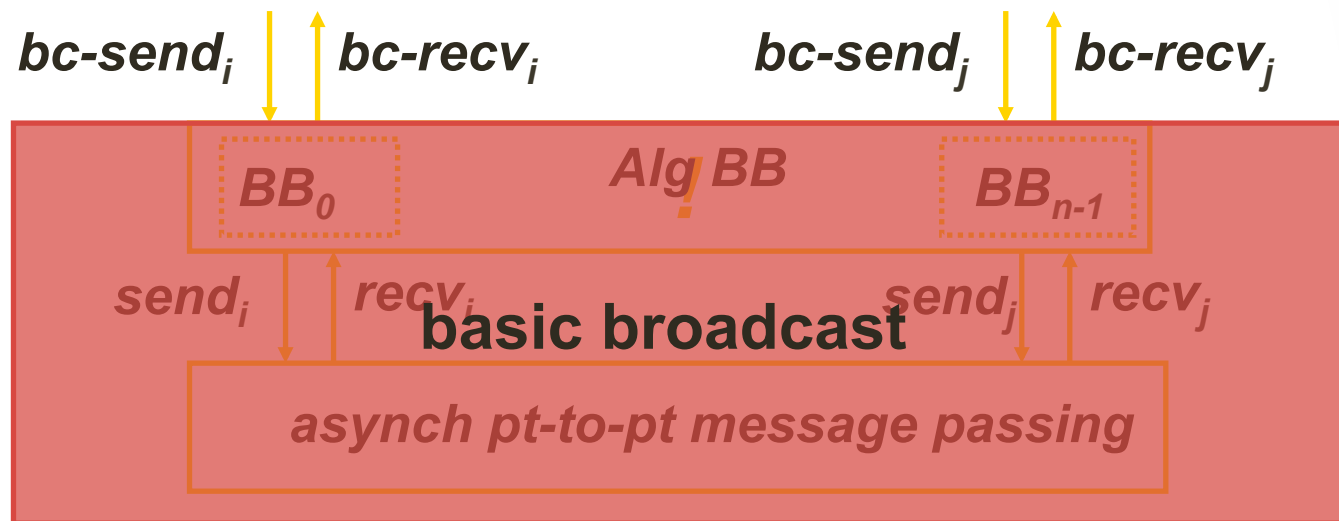 bc-sendi bc-recvi bc-sendj bc-recvj
BB0 Alg BB BBn-1
!
sendi recvi sendj recvj
basic broadcast
asynch pt-to-pt message passing